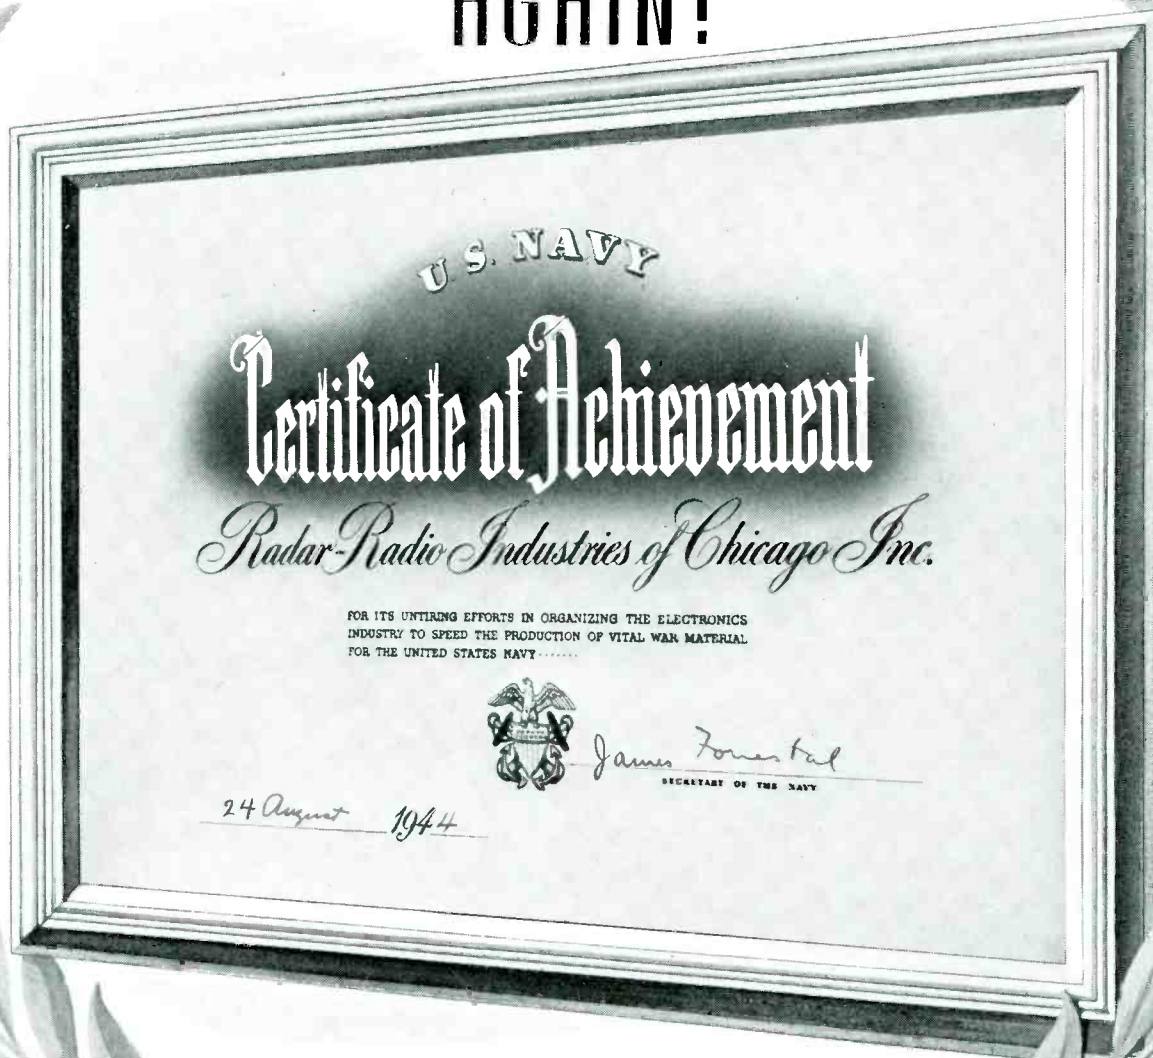 AGAIN!
U.S. NAVY
Certificate of Achievement
Radar-Radio Industries of Chicago Inc.
FOR ITS UNTIRING EFFORTS IN ORGANIZING THE ELECTRONICS
INDUSTRY TO SPEED THE PRODUCTION OF VITAL WAR MATERIAL
FOR THE UNITED STATES NAVY.......
James Forrestal
SECRETARY OF THE NAVY
24 August 1944